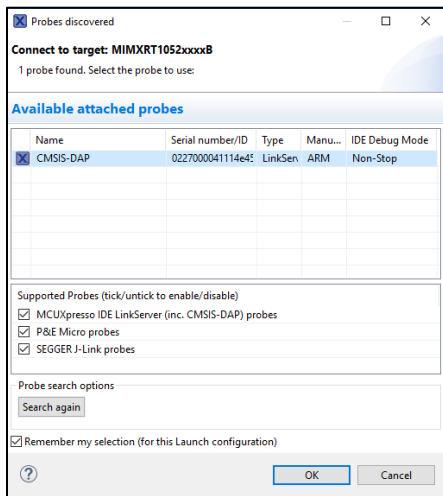 Probes discovered
Connect to target: MIMXRT1052xxxxB
1 probe found. Select the probe to use:
Available attached probes
Name Serial number/ID Type Manu... IDE Debug Mode
CMSIS-DAP 0227000041114e45 LinkSer ARM Non-Stop
Supported Probes (tick/untick to enable/disable)
MCUXpresso IDE LinkServer (inc. CMSIS-DAP) probes
P&E Micro probes
SEGGER J-Link probes
Probe search options
Search again
Remember my selection (for this Launch configuration)
OK Cancel